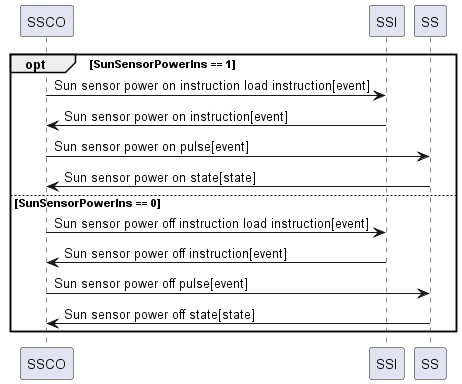 SSCO SSI SS
opt [SunSensorPowerIns == 1]
Sun sensor power on instruction load instruction[event]
Sun sensor power on instruction[event]
Sun sensor power on pulse[event]
Sun sensor power on state[state]
[SunSensorPowerIns == 0]
Sun sensor power off instruction load instruction[event]
Sun sensor power off instruction[event]
Sun sensor power off pulse[event]
Sun sensor power off state[state]
SSCO SSI SS